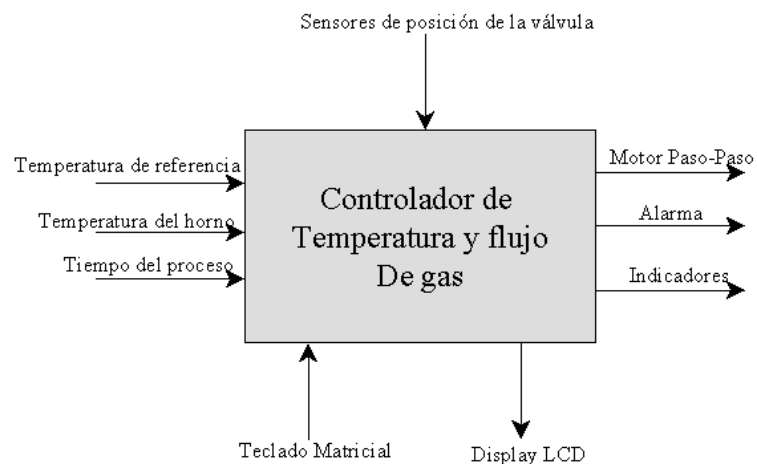 Sensores de posición de la válvula
Temperatura de referencia
Temperatura del horno
Tiempo del proceso
Controlador de
Temperatura y flujo
De gas
Motor Paso-Paso
Alarma
Indicadores
Teclado Matricial
Display LCD